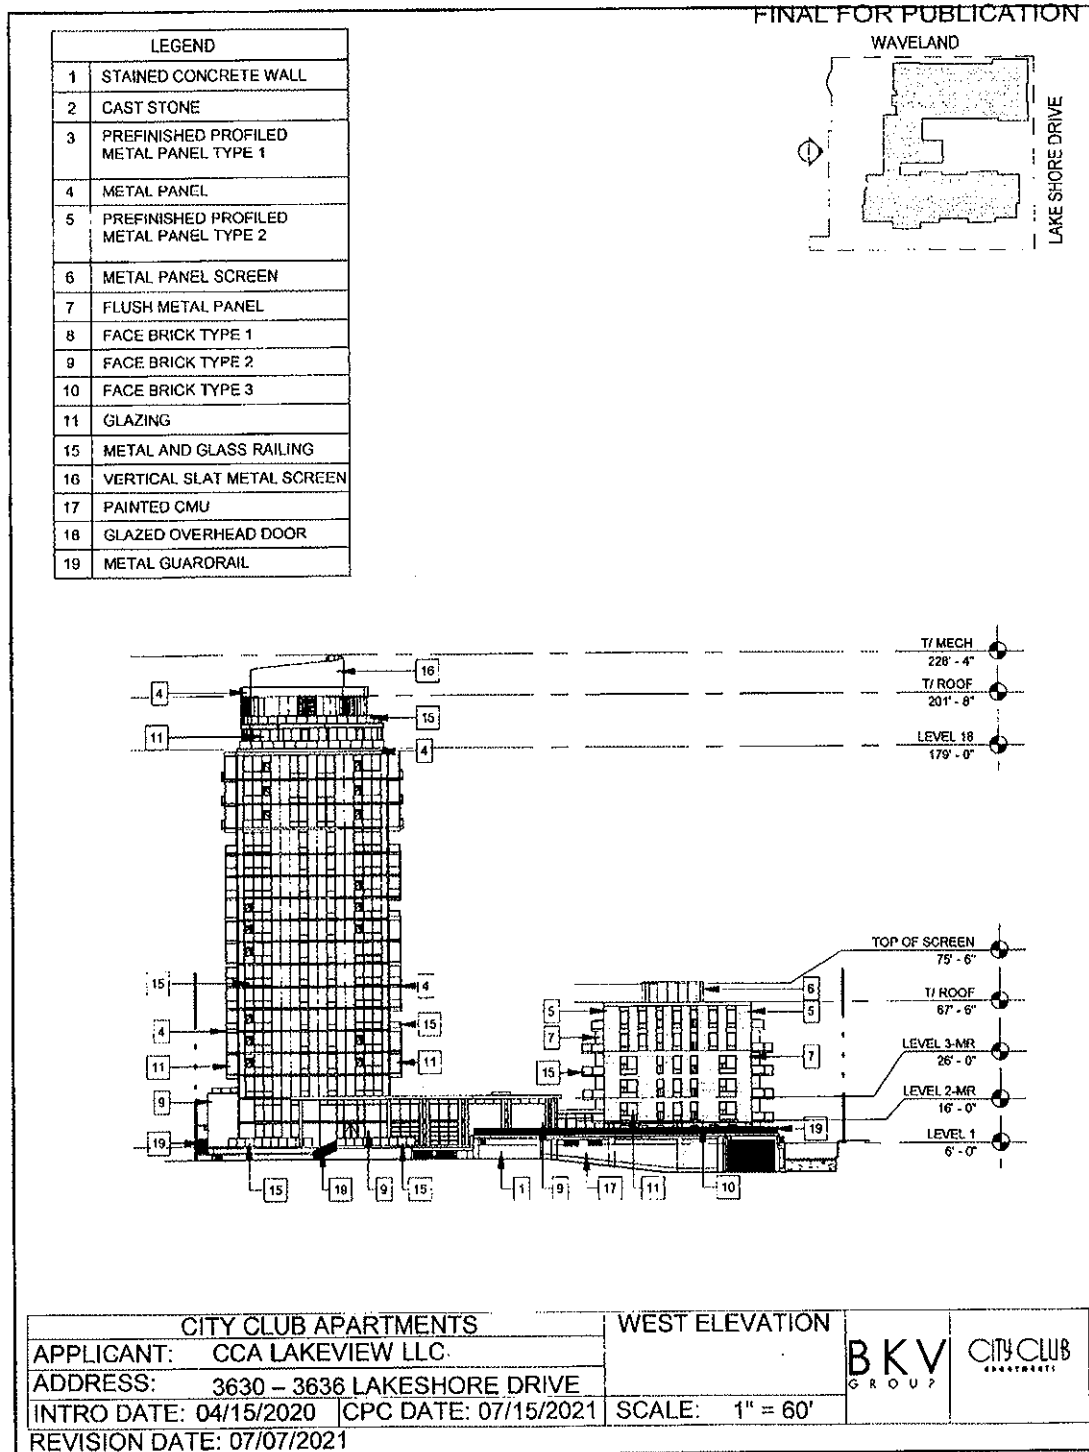 FINAL FOR PUBLICATION
LEGEND
1 STAINED CONCRETE WALL
2 CAST STONE
3 PREFINISHED PROFILED
METAL PANEL TYPE 1
4 METAL PANEL
5 PREFINISHED PROFILED
METAL PANEL TYPE 2
6 METAL PANEL SCREEN
7 FLUSH METAL PANEL
8 FACE BRICK TYPE 1
9 FACE BRICK TYPE 2
10 FACE BRICK TYPE 3
11 GLAZING
15 METAL AND GLASS RAILING
16 VERTICAL SLAT METAL SCREEN
17 PAINTED CMU
18 GLAZED OVERHEAD DOOR
19 METAL GUARDRAIL
WAVELAND
LAKE SHORE DRIVE
T/ MECH
228' - 4"
16
4
T/ ROOF
201' - 8"
15
11
LEVEL 18
179' - 0"
4
TOP OF SCREEN
75' - 6"
15
4
6
T/ ROOF
67' - 6"
5
5
4
15
7
LEVEL 3-MR
26' - 0"
11
11
15
7
9
LEVEL 2-MR
16' - 0"
19
19
LEVEL 1
6' - 0"
15
18
9
15
1
9
17
11
10
CITY CLUB APARTMENTS
WEST ELEVATION
APPLICANT: CCA LAKEVIEW LLC
ADDRESS: 3630 – 3636 LAKESHORE DRIVE
INTRO DATE: 04/15/2020 CPC DATE: 07/15/2021 SCALE: 1" = 60'
REVISION DATE: 07/07/2021
BKV
GROUP
CITY CLUB
apartments